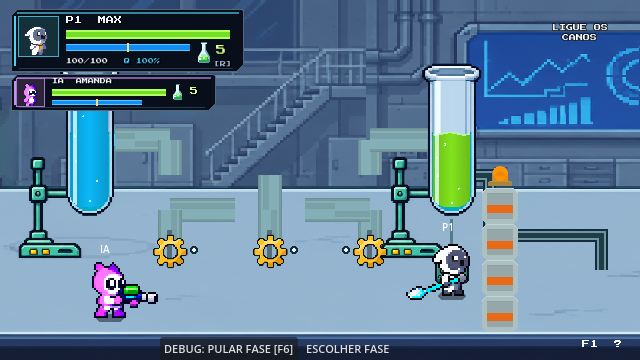 P1 MAX
5
100/100 Q 100%
[R]
IA AMANDA
5
LIGUE OS
CANOS
P1
IA
DEBUG: PULAR FASE [F6] ESCOLHER FASE
F1 ?